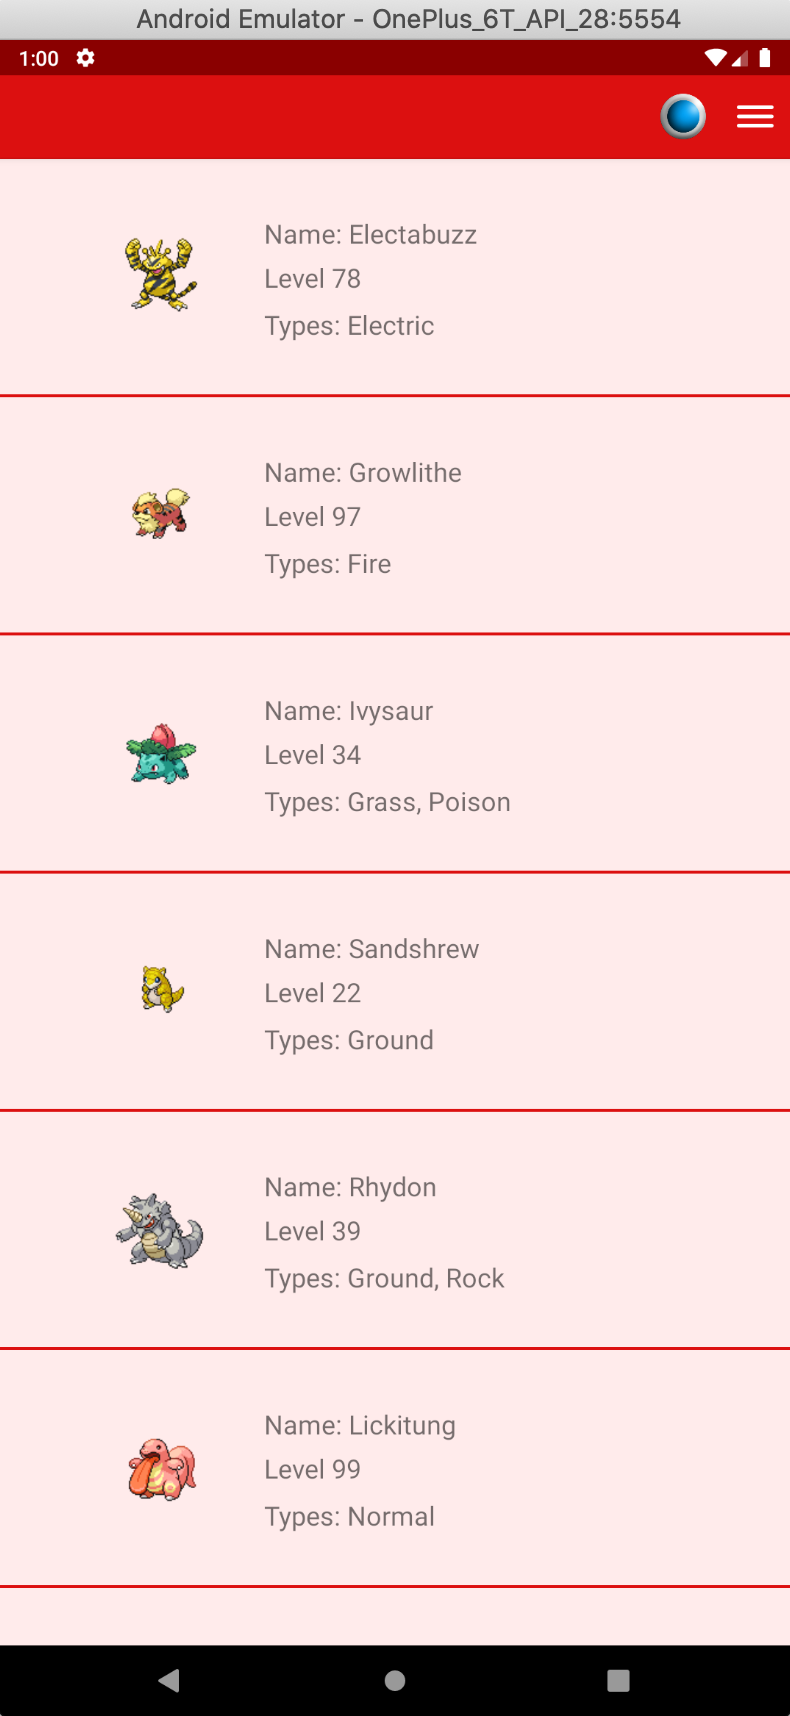 Android Emulator - OnePlus_6T_API_28:5554
1:00
Name: Electabuzz
Level 78
Types: Electric
Name: Growlithe
Level 97
Types: Fire
Name: Ivysaur
Level 34
Types: Grass, Poison
Name: Sandshrew
Level 22
Types: Ground
Name: Rhydon
Level 39
Types: Ground, Rock
Name: Lickitung
Level 99
Types: Normal